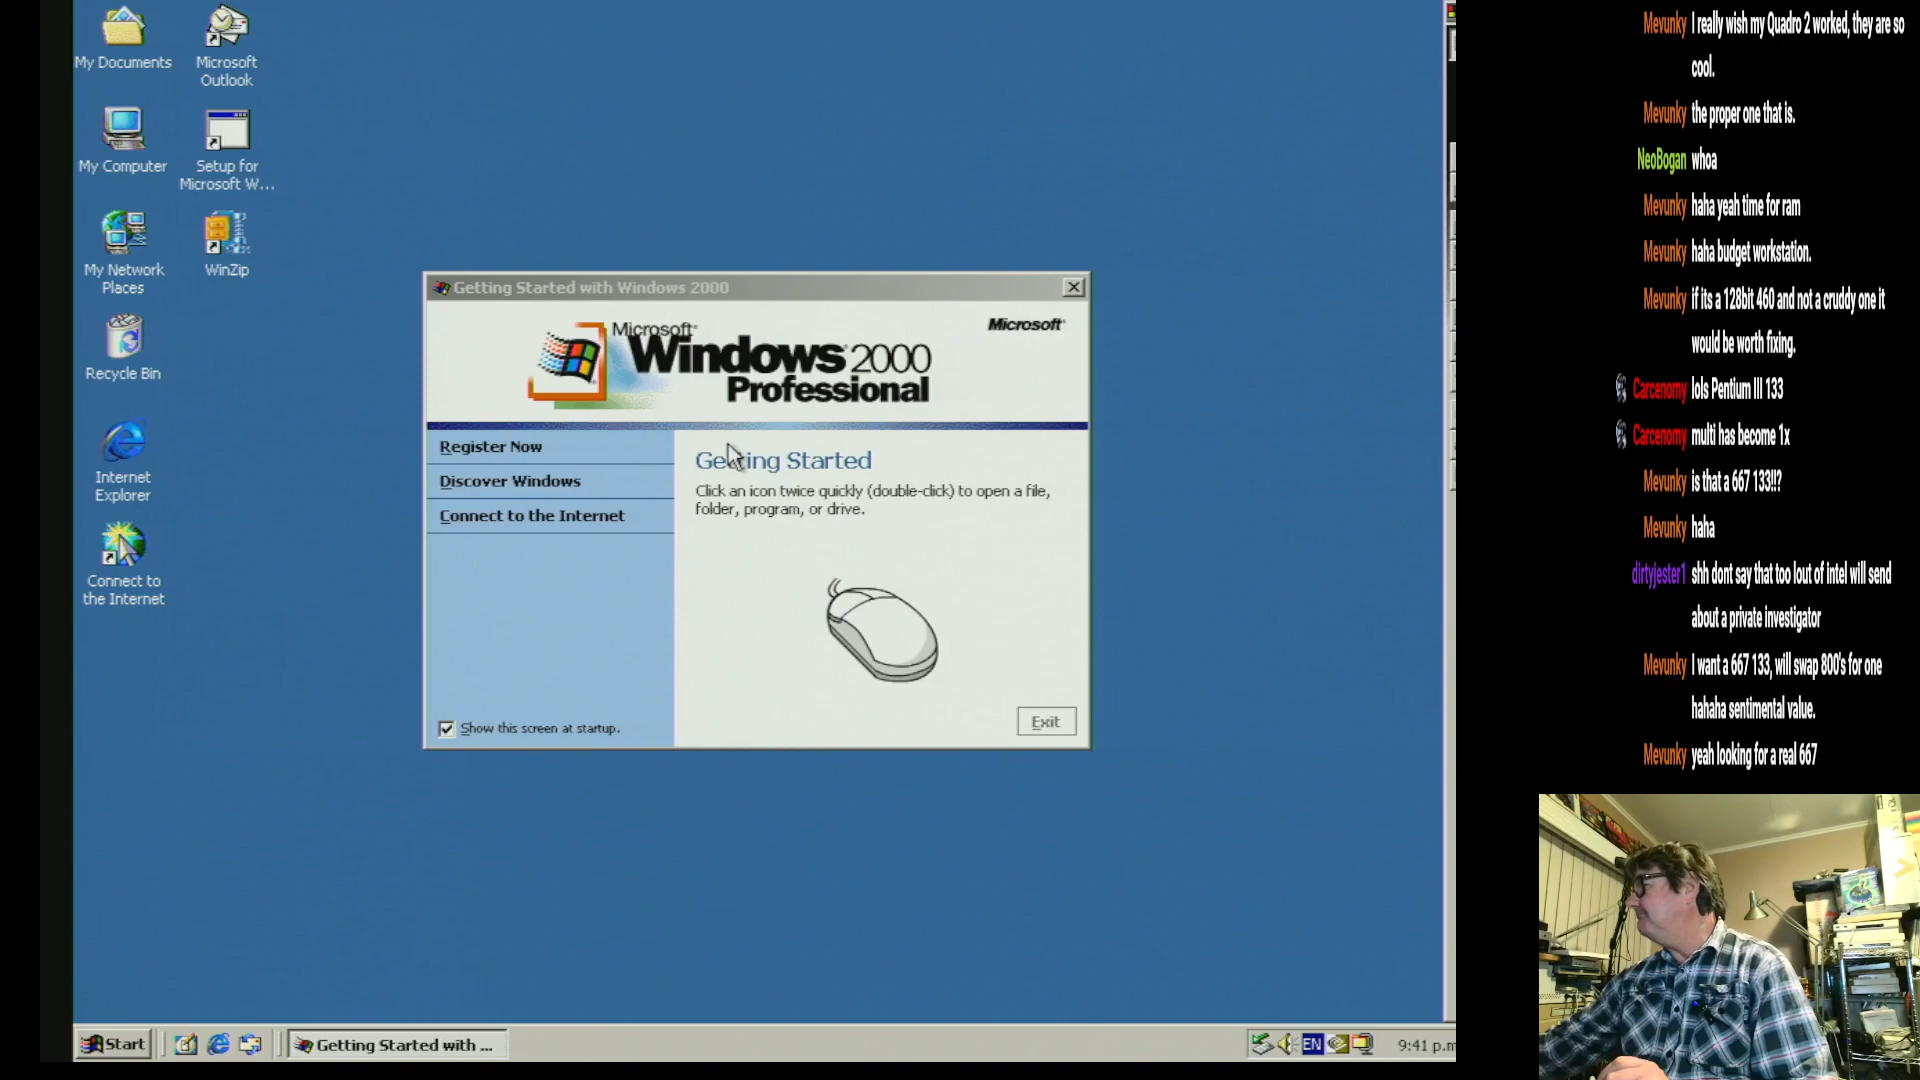 My Documents
Microsoft
Outlook
My Computer
Setup for
Microsoft W...
My Network
Places
WinZip
Recycle Bin
Internet
Explorer
Connect to
the Internet
Getting Started with Windows 2000
Microsoft
Microsoft
Windows 2000
Professional
Register Now
Discover Windows
Connect to the Internet
Getting Started
Click an icon twice quickly (double-click) to open a file,
folder, program, or drive.
Show this screen at startup.
Exit
Start
Getting Started with ...
EN
9:41 p.m
Mevunky I really wish my Quadro 2 worked, they are so
cool.
Mevunky the proper one that is.
NeoBogan whoa
Mevunky haha yeah time for ram
Mevunky haha budget workstation.
Mevunky if its a 128bit 460 and not a cruddy one it
would be worth fixing.
Carcenomy lols Pentium III 133
Carcenomy multi has become 1x
Mevunky is that a 667 133!!?
Mevunky haha
dirtyjester1 shh dont say that too lout of intel will send
about a private investigator
Mevunky I want a 667 133, will swap 800's for one
hahaha sentimental value.
Mevunky yeah looking for a real 667